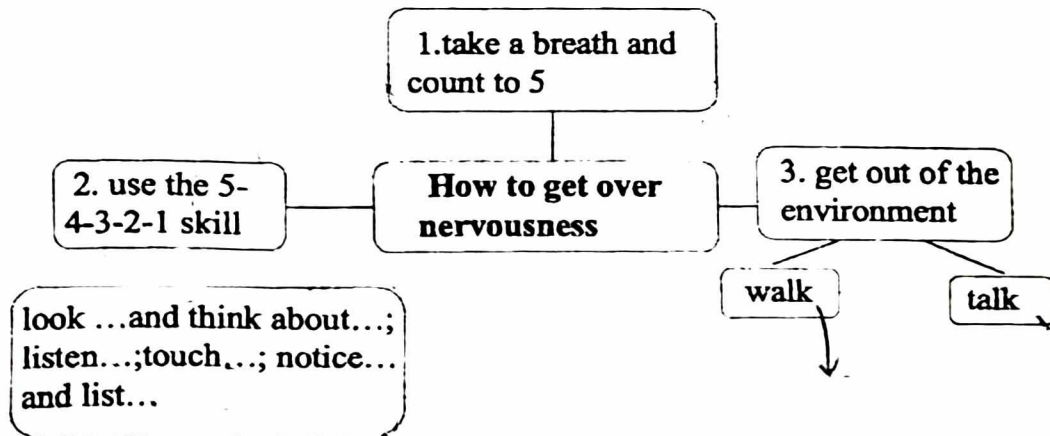 1.take a breath and
count to 5
2. use the 5-
4-3-2-1 skill
How to get over
nervousness
3. get out of the
environment
walk
talk
look …and think about…;
listen…;touch…; notice…
and list…